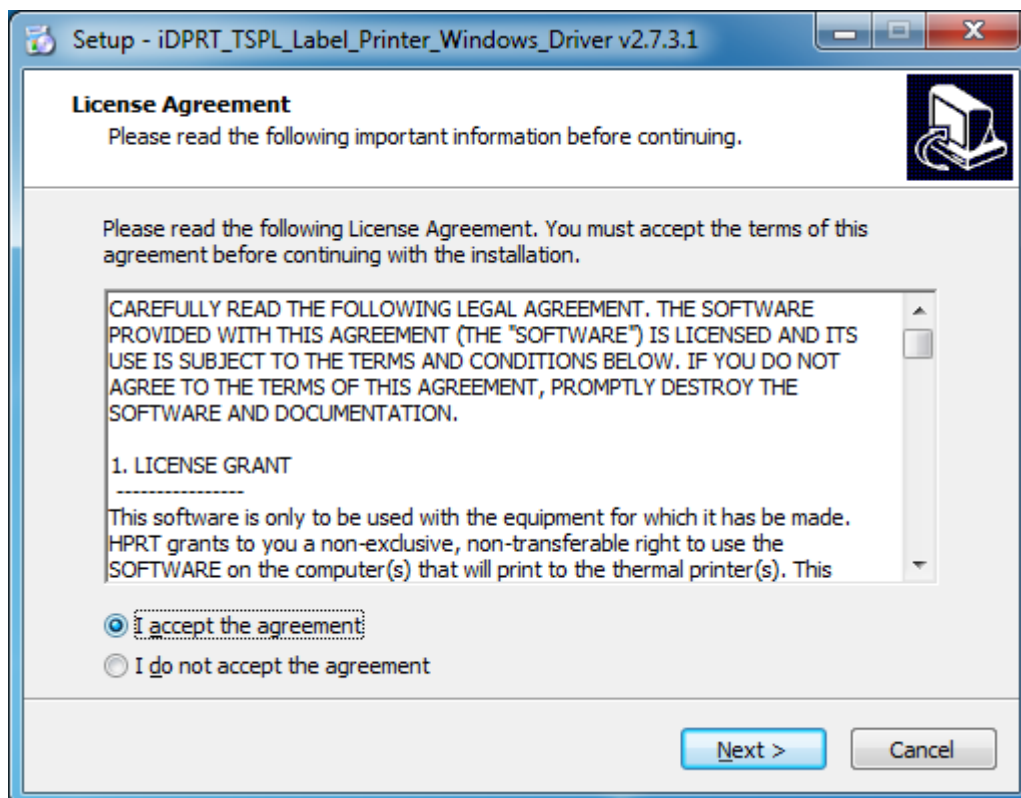 Setup - iDPRT_TSPL_Label_Printer_Windows_Driver v2.7.3.1
License Agreement
Please read the following important information before continuing.
Please read the following License Agreement. You must accept the terms of this
agreement before continuing with the installation.
CAREFULLY READ THE FOLLOWING LEGAL AGREEMENT. THE SOFTWARE
PROVIDED WITH THIS AGREEMENT (THE "SOFTWARE") IS LICENSED AND ITS
USE IS SUBJECT TO THE TERMS AND CONDITIONS BELOW. IF YOU DO NOT
AGREE TO THE TERMS OF THIS AGREEMENT, PROMPTLY DESTROY THE
SOFTWARE AND DOCUMENTATION.
1. LICENSE GRANT
----------------
This software is only to be used with the equipment for which it has be made.
HPRT grants to you a non-exclusive, non-transferable right to use the
SOFTWARE on the computer(s) that will print to the thermal printer(s). This
I accept the agreement
I do not accept the agreement
Next >
Cancel